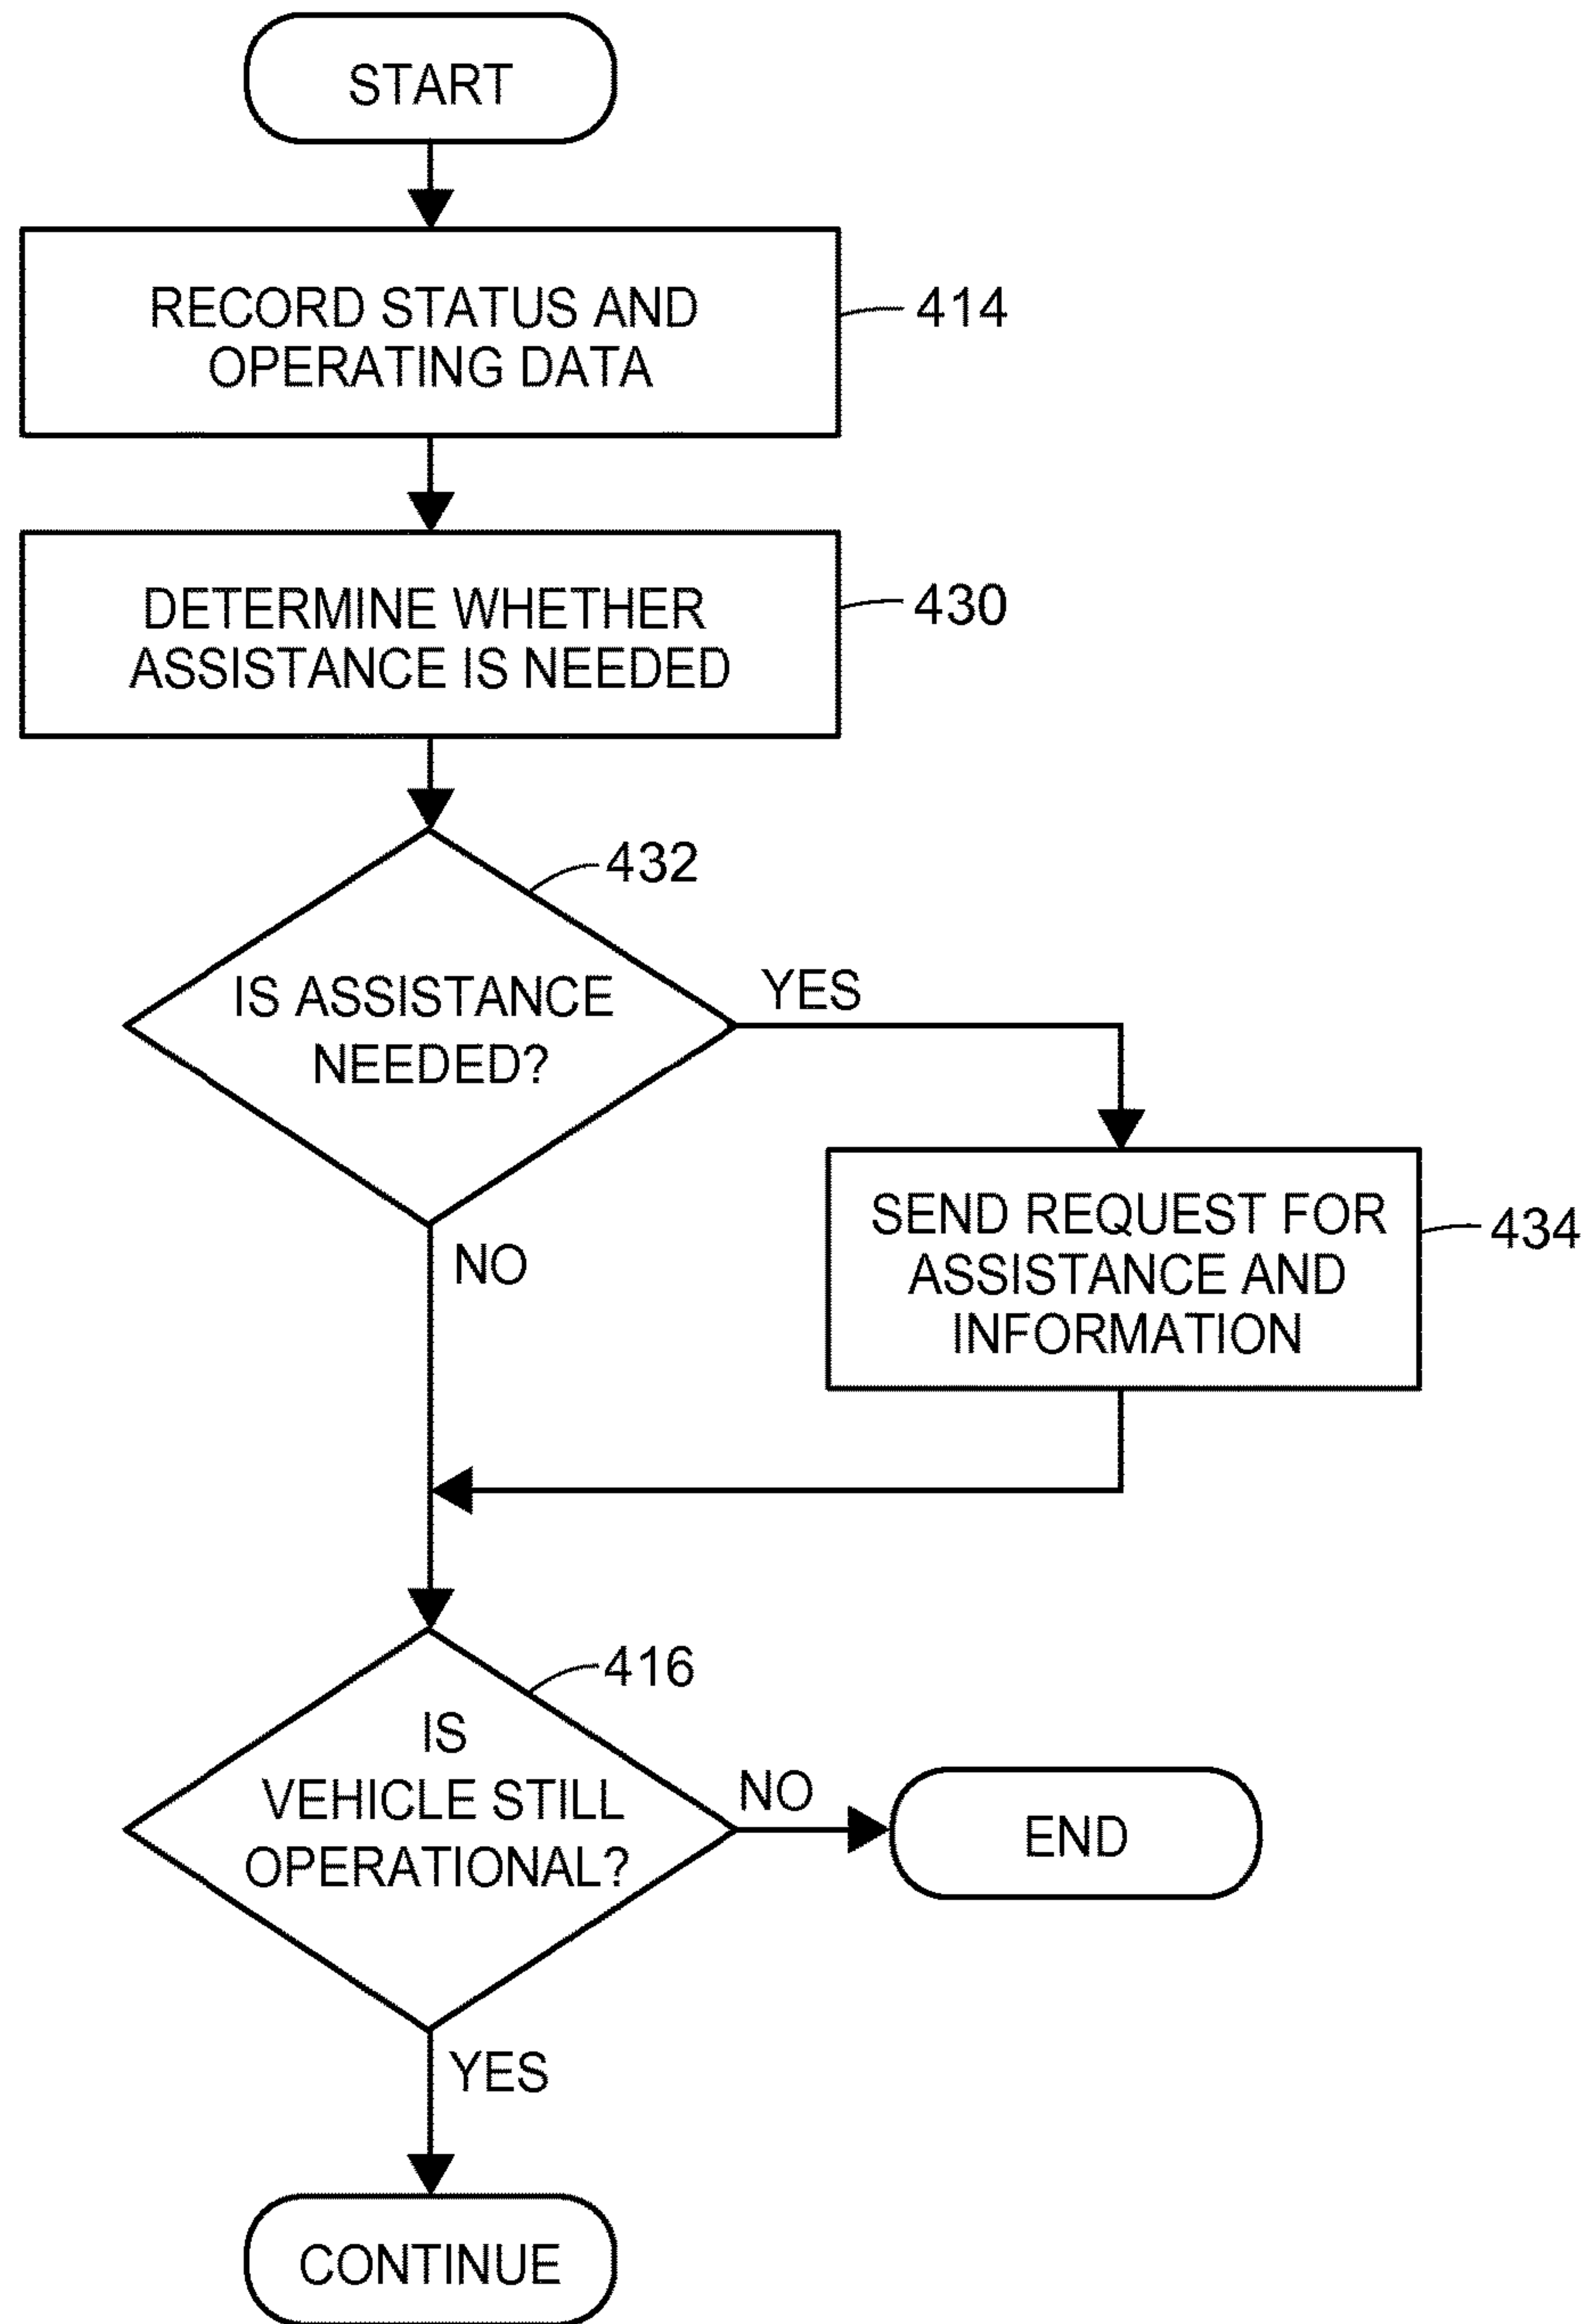 START
RECORD STATUS AND
OPERATING DATA
414
DETERMINE WHETHER
ASSISTANCE IS NEEDED
430
432
IS ASSISTANCE
NEEDED?
YES
NO
SEND REQUEST FOR
ASSISTANCE AND
INFORMATION
434
416
IS
VEHICLE STILL
OPERATIONAL?
NO
END
YES
CONTINUE